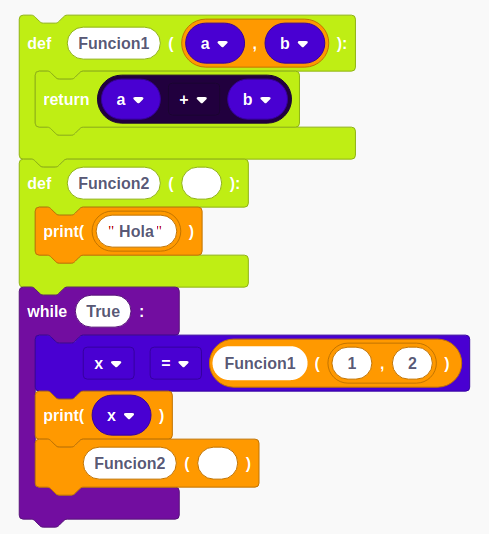 def Funcion1 ( a , b ):
return a + b
def Funcion2 ( ):
print( " Hola " )
while True :
x = Funcion1 ( 1 , 2 )
print( x )
Funcion2 ( )